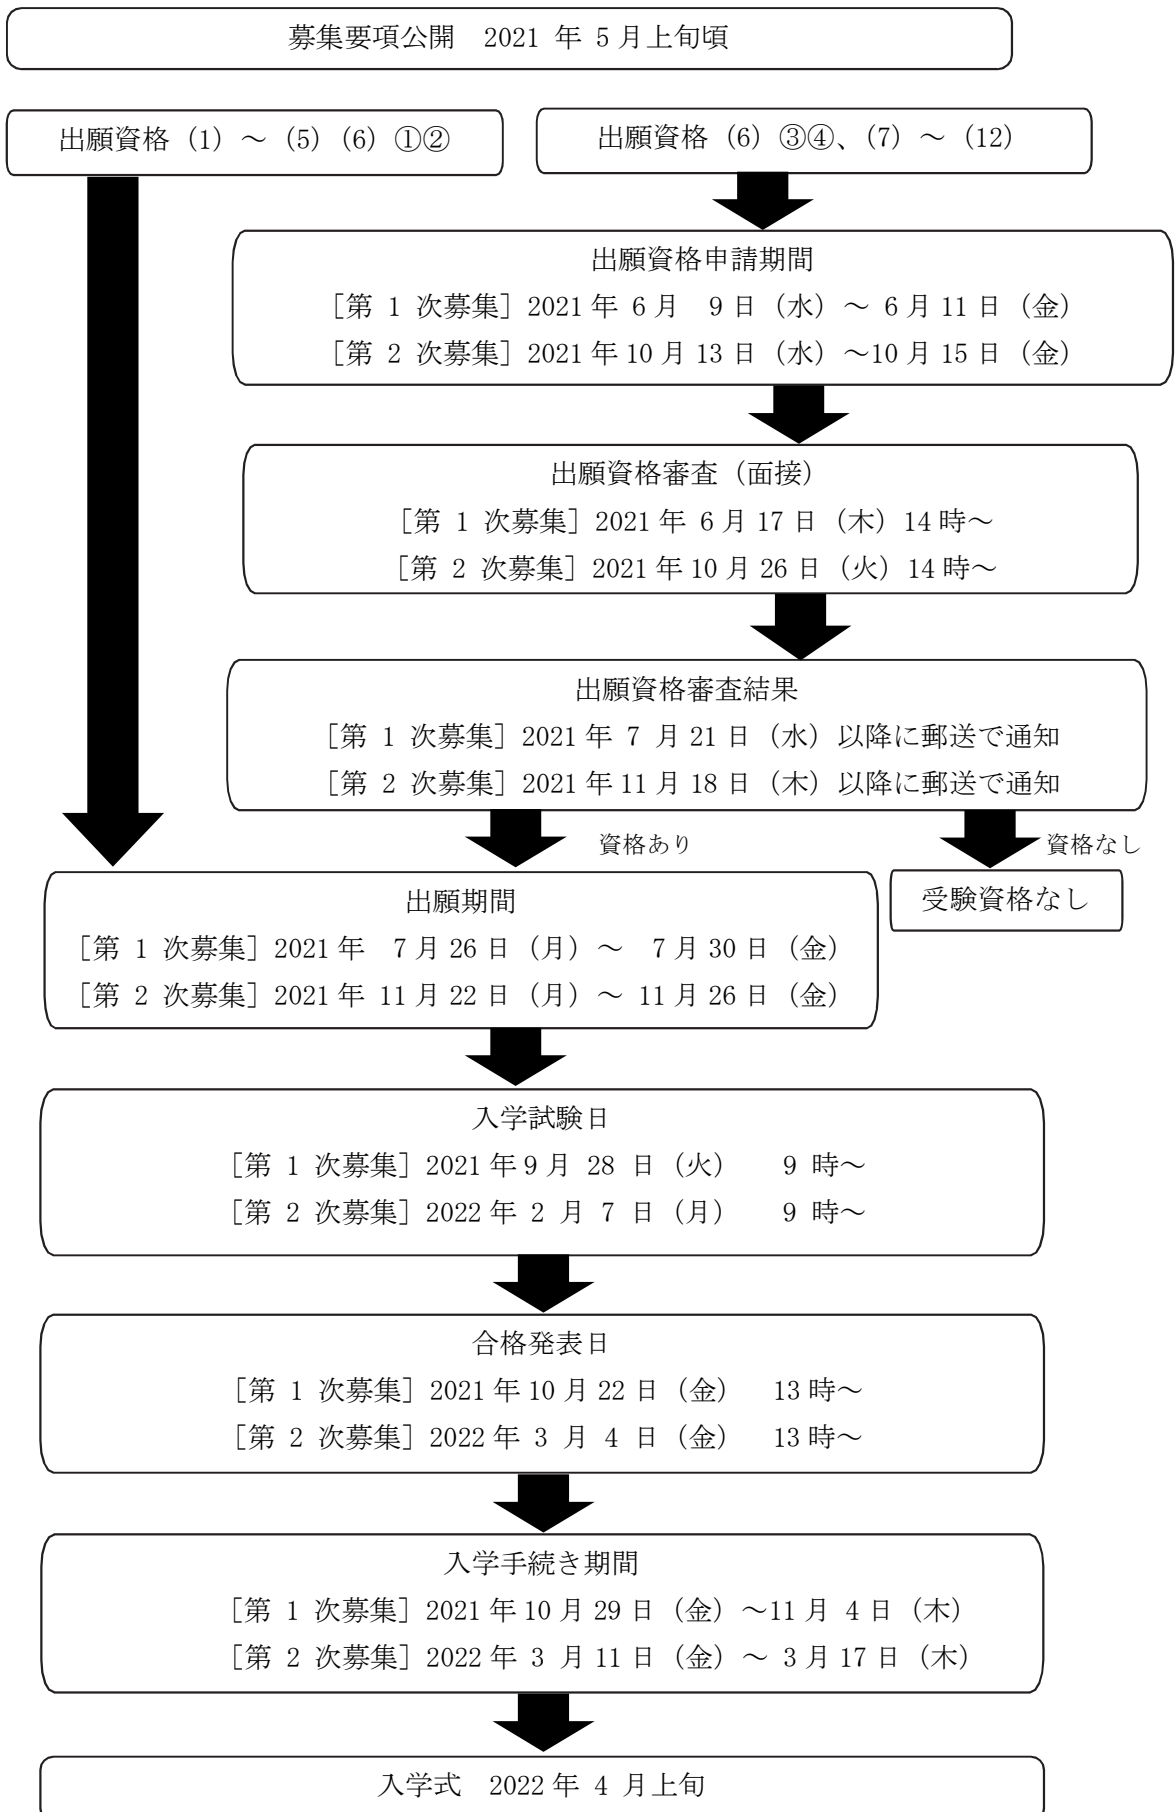 募集要項公開　2021 年 5月上旬頃
出願資格（1）～（5）（6）①②
出願資格（6）③④、（7）～（12）
出願資格申請期間
［第 1 次募集］2021 年 6 月　9 日（水）～ 6 月 11 日（金）
［第 2 次募集］2021 年 10 月 13 日（水）～10 月 15 日（金）
出願資格審査（面接）
［第 1 次募集］2021 年 6 月 17 日（木）14 時～
［第 2 次募集］2021 年 10 月 26 日（火）14 時～
出願資格審査結果
［第 1 次募集］2021 年 7 月 21 日（水）以降に郵送で通知
［第 2 次募集］2021 年 11 月 18 日（木）以降に郵送で通知
資格あり
資格なし
受験資格なし
出願期間
［第 1 次募集］2021 年　7 月 26 日（月）～　7 月 30 日（金）
［第 2 次募集］2021 年 11 月 22 日（月）～ 11 月 26 日（金）
入学試験日
［第 1 次募集］2021 年 9 月 28 日（火）　　9 時～
［第 2 次募集］2022 年 2 月 7 日（月）　　9 時～
合格発表日
［第 1 次募集］2021 年 10 月 22 日（金）　13 時～
［第 2 次募集］2022 年 3 月 4 日（金）　13 時～
入学手続き期間
［第 1 次募集］2021 年 10 月 29 日（金）～11 月 4 日（木）
［第 2 次募集］2022 年 3 月 11 日（金）～ 3 月 17 日（木）
入学式　2022 年 4 月上旬